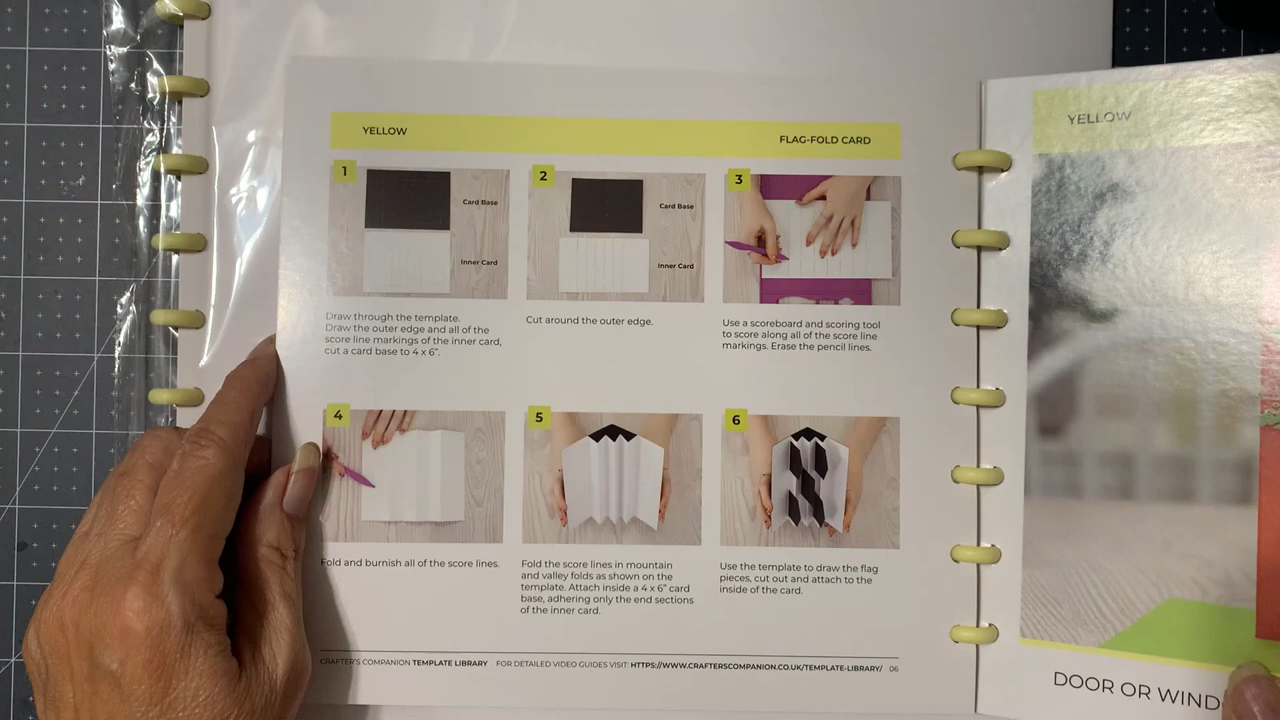 YELLOW
FLAG-FOLD CARD
1
Card Base
Inner Card
Draw through the template.
Draw the outer edge and all of the
score line markings of the inner card,
cut a card base to 4 x 6”.
2
Card Base
Inner Card
Cut around the outer edge.
3
Use a scoreboard and scoring tool
to score along all of the score line
markings. Erase the pencil lines.
4
Fold and burnish all of the score lines.
5
Fold the score lines in mountain
and valley folds as shown on the
template. Attach inside a 4 x 6” card
base, adhering only the end sections
of the inner card.
6
Use the template to draw the flag
pieces, cut out and attach to the
inside of the card.
CRAFTER'S COMPANION TEMPLATE LIBRARY FOR DETAILED VIDEO GUIDES VISIT: HTTPS://WWW.CRAFTERSCOMPANION.CO.UK/TEMPLATE-LIBRARY/ 06
YELLOW
DOOR OR WIND